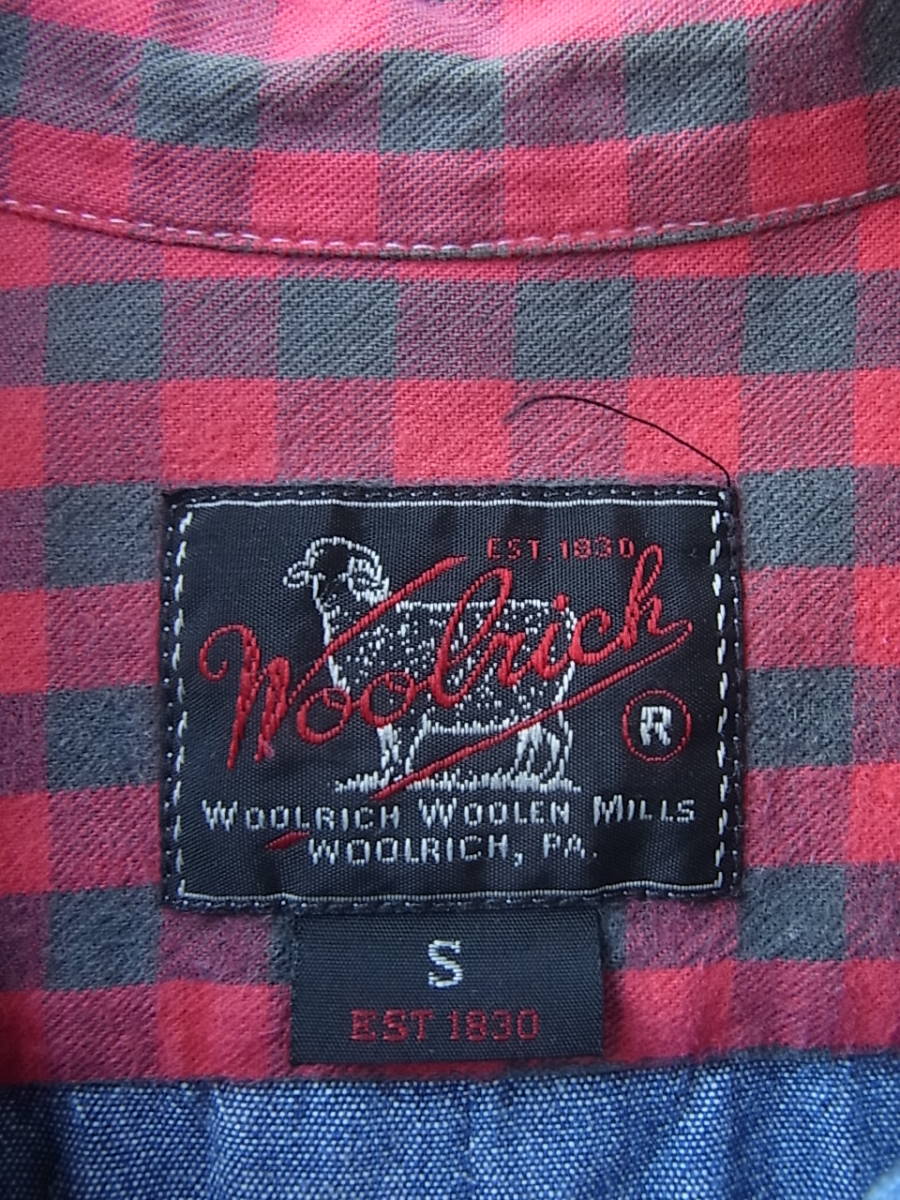 EST. 1830
Woolrich
R
WOOLRICH WOOLEN MILLS
WOOLRICH, PA.
S
EST 1830